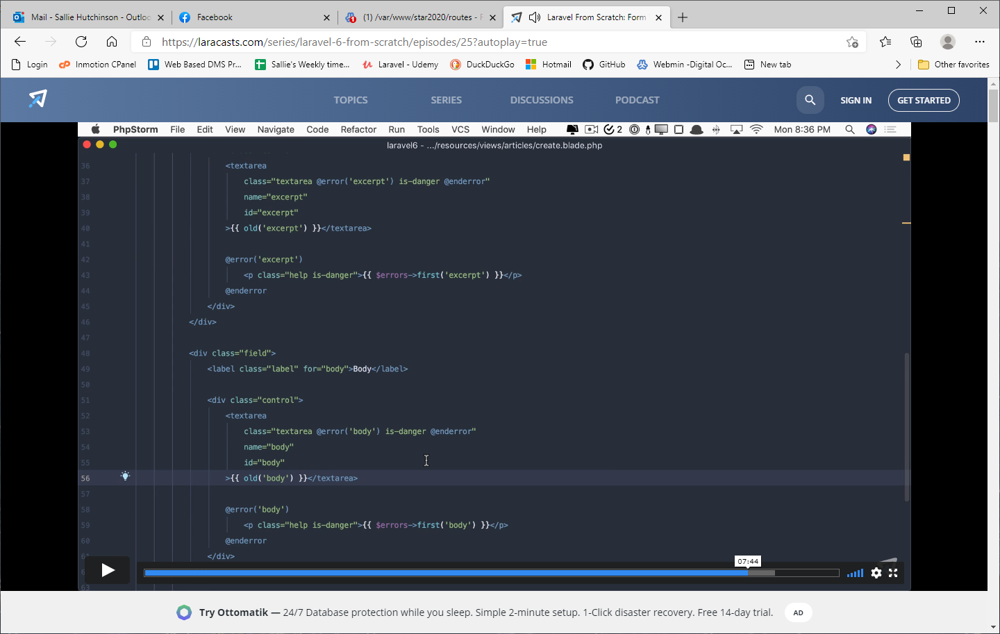 Mail - Sallie Hutchinson - Outloo
Facebook
(1) /var/www/star2020/routes - F
Laravel From Scratch: Form
https://laracasts.com/series/laravel-6-from-scratch/episodes/25?autoplay=true
Login
Inmotion CPanel
Web Based DMS Pr...
Sallie's Weekly time...
Laravel - Udemy
DuckDuckGo
Hotmail
GitHub
Webmin -Digital Oc...
New tab
Other favorites
TOPICS
SERIES
DISCUSSIONS
PODCAST
SIGN IN
GET STARTED
PhpStorm File Edit View Navigate Code Refactor Run Tools VCS Window Help 2 Mon 8:36 PM
laravel6 - .../resources/views/articles/create.blade.php
36 <textarea
37 class="textarea @error('excerpt') is-danger @enderror"
38 name="excerpt"
39 id="excerpt"
40 >{{ old('excerpt') }}</textarea>
41
42 @error('excerpt')
43 <p class="help is-danger">{{ $errors->first('excerpt') }}</p>
44 @enderror
45 </div>
46 </div>
47
48 <div class="field">
49 <label class="label" for="body">Body</label>
50
51 <div class="control">
52 <textarea
53 class="textarea @error('body') is-danger @enderror"
54 name="body"
55 id="body"
56 >{{ old('body') }}</textarea>
57
58 @error('body')
59 <p class="help is-danger">{{ $errors->first('body') }}</p>
60 @enderror
</div>
07:44
63
Try Ottomatik — 24/7 Database protection while you sleep. Simple 2-minute setup. 1-Click disaster recovery. Free 14-day trial.
AD